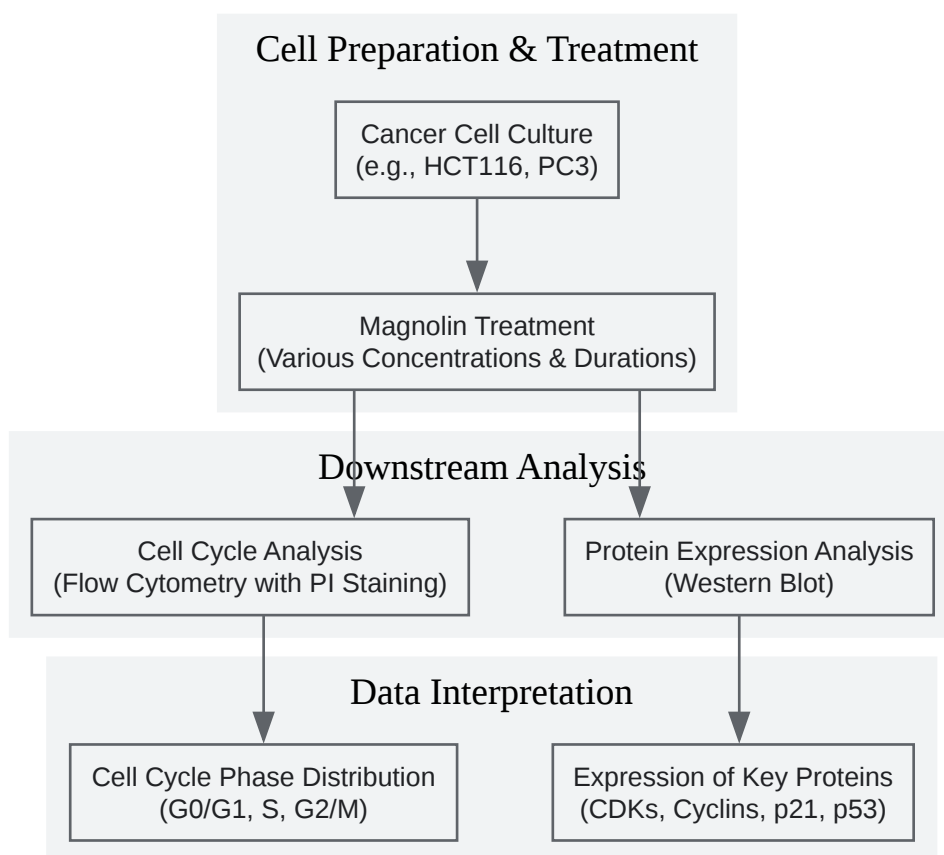 Cell Preparation & Treatment
Cancer Cell Culture
(e.g., HCT116, PC3)
Magnolin Treatment
(Various Concentrations & Durations)
Downstream Analysis
Cell Cycle Analysis
(Flow Cytometry with PI Staining)
Protein Expression Analysis
(Western Blot)
Data Interpretation
Cell Cycle Phase Distribution
(G0/G1, S, G2/M)
Expression of Key Proteins
(CDKs, Cyclins, p21, p53)